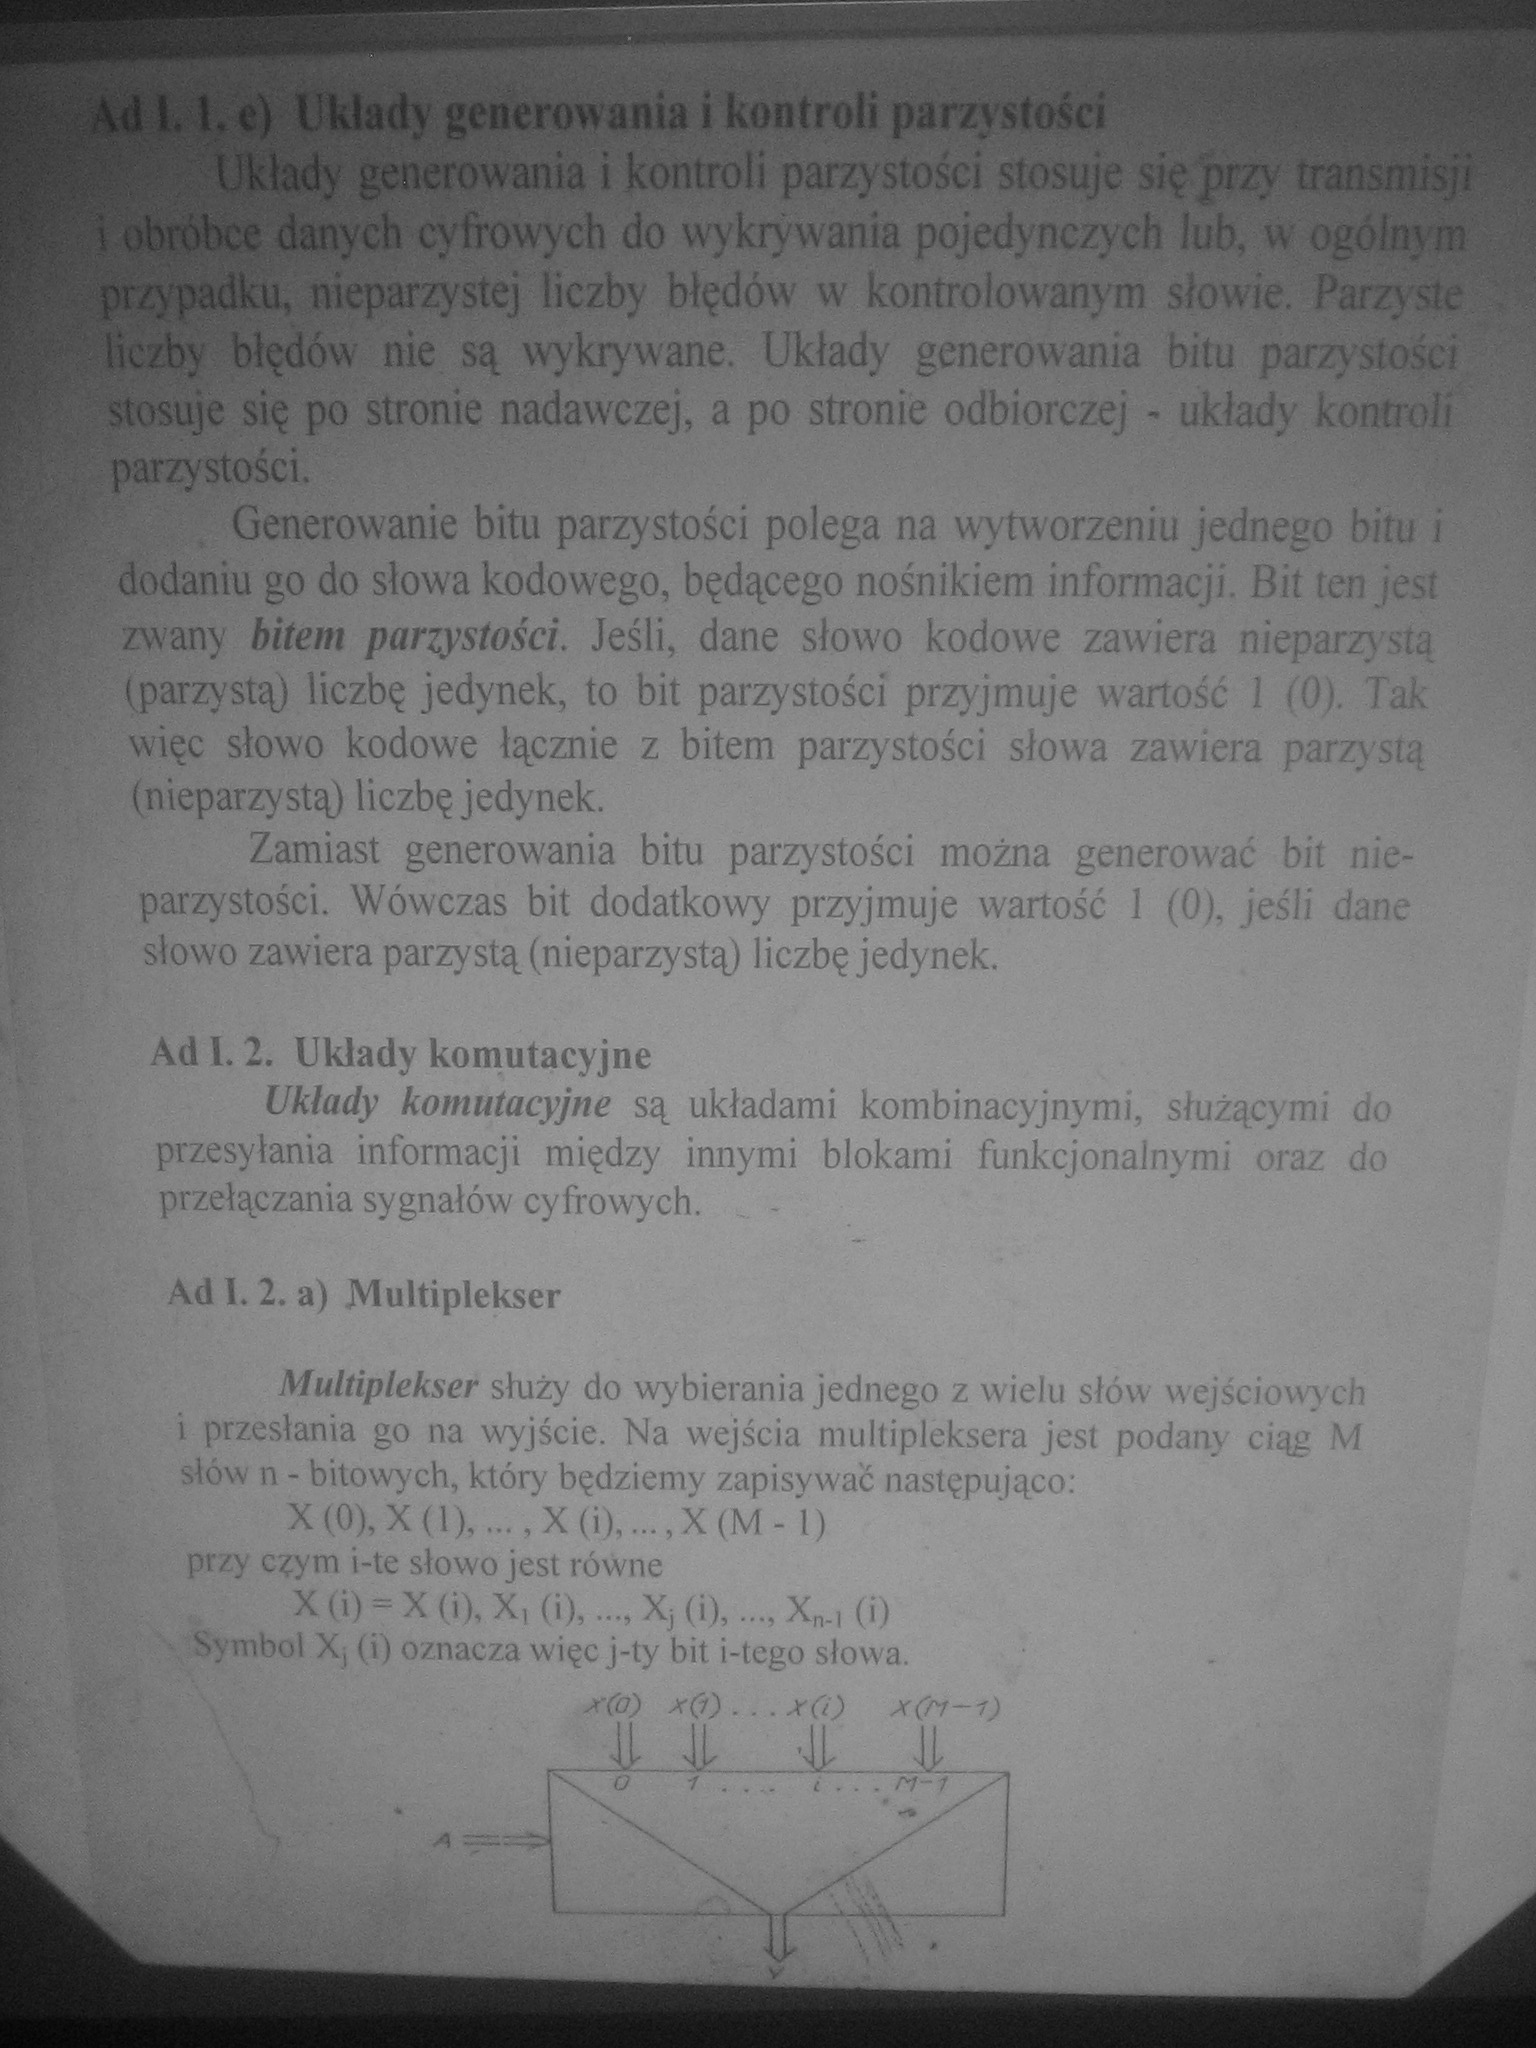 Ad I. 1. e) Układy generowania i kontroli parzystości
Układy generowania i kontroli parzystości stosuje się przy transmisji
i obróbce danych cyfrowych do wykrywania pojedynczych lub, w ogólnym
przypadku, nieparzystej liczby błędów w kontrolowanym słowie. Parzyste
liczby błędów nie są wykrywane. Układy generowania bitu parzystości
stosuje się po stronie nadawczej, a po stronie odbiorczej - układy kontroli
parzystości.
Generowanie bitu parzystości polega na wytworzeniu jednego bitu i
dodaniu go do słowa kodowego, będącego nośnikiem informacji. Bit ten jest
zwany bitem parzystości. Jeśli, dane słowo kodowe zawiera nieparzystą
(parzystą) liczbę jedynek, to bit parzystości przyjmuje wartość 1 (0). Tak
więc słowo kodowe łącznie z bitem parzystości słowa zawiera parzystą
(nieparzystą) liczbę jedynek.
Zamiast generowania bitu parzystości można generować bit nie-
parzystości. Wówczas bit dodatkowy przyjmuje wartość 1 (0), jeśli dane
słowo zawiera parzystą (nieparzystą) liczbę jedynek.
Ad I. 2. Układy komutacyjne
Układy komutacyjne są układami kombinacyjnymi, służącymi do
przesyłania informacji między innymi blokami funkcjonalnymi oraz do
przełączania sygnałów cyfrowych.
Ad I. 2. a) Multiplekser
Multiplekser służy do wybierania jednego z wielu słów wejściowych
i przesłania go na wyjście. Na wejścia multipleksera jest podany ciąg M
słów n - bitowych, który będziemy zapisywać następująco:
X (0), X (1), ... , X (i), ... , X (M - 1)
przy czym i-te słowo jest równe
X (i) = X (i), X₁ (i), ..., Xⱼ (i), ..., Xₙ₋₁ (i)
Symbol Xⱼ (i) oznacza więc j-ty bit i-tego słowa.
X(0) X(1) . . . X(i) X(M-1)
0 1 . . . . i . . . M-1
A
Y